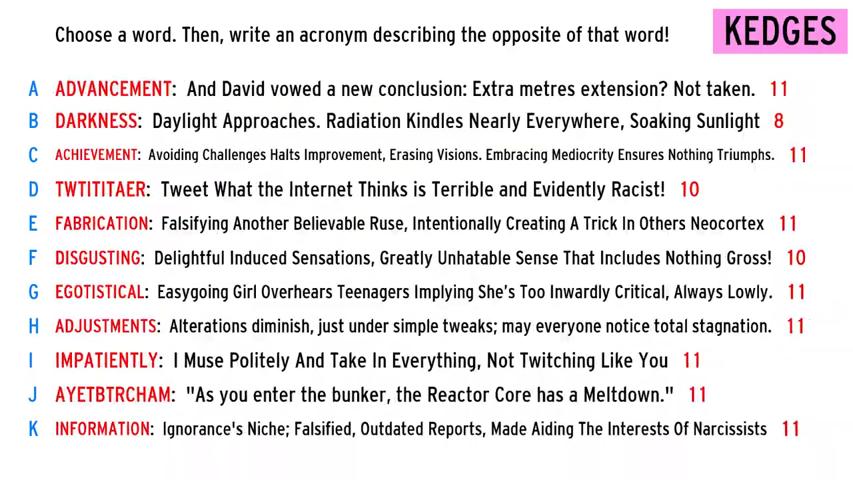 Choose a word. Then, write an acronym describing the opposite of that word!
KEDGES
A ADVANCEMENT: And David vowed a new conclusion: Extra metres extension? Not taken. 11
B DARKNESS: Daylight Approaches. Radiation Kindles Nearly Everywhere, Soaking Sunlight 8
C ACHIEVEMENT: Avoiding Challenges Halts Improvement, Erasing Visions. Embracing Mediocrity Ensures Nothing Triumphs. 11
D TWTITITAER: Tweet What the Internet Thinks is Terrible and Evidently Racist! 10
E FABRICATION: Falsifying Another Believable Ruse, Intentionally Creating A Trick In Others Neocortex 11
F DISGUSTING: Delightful Induced Sensations, Greatly Unhatable Sense That Includes Nothing Gross! 10
G EGOTISTICAL: Easygoing Girl Overhears Teenagers Implying She's Too Inwardly Critical, Always Lowly. 11
H ADJUSTMENTS: Alterations diminish, just under simple tweaks; may everyone notice total stagnation. 11
I IMPATIENTLY: I Muse Politely And Take In Everything, Not Twitching Like You 11
J AYETBTRCHAM: "As you enter the bunker, the Reactor Core has a Meltdown." 11
K INFORMATION: Ignorance's Niche; Falsified, Outdated Reports, Made Aiding The Interests Of Narcissists 11